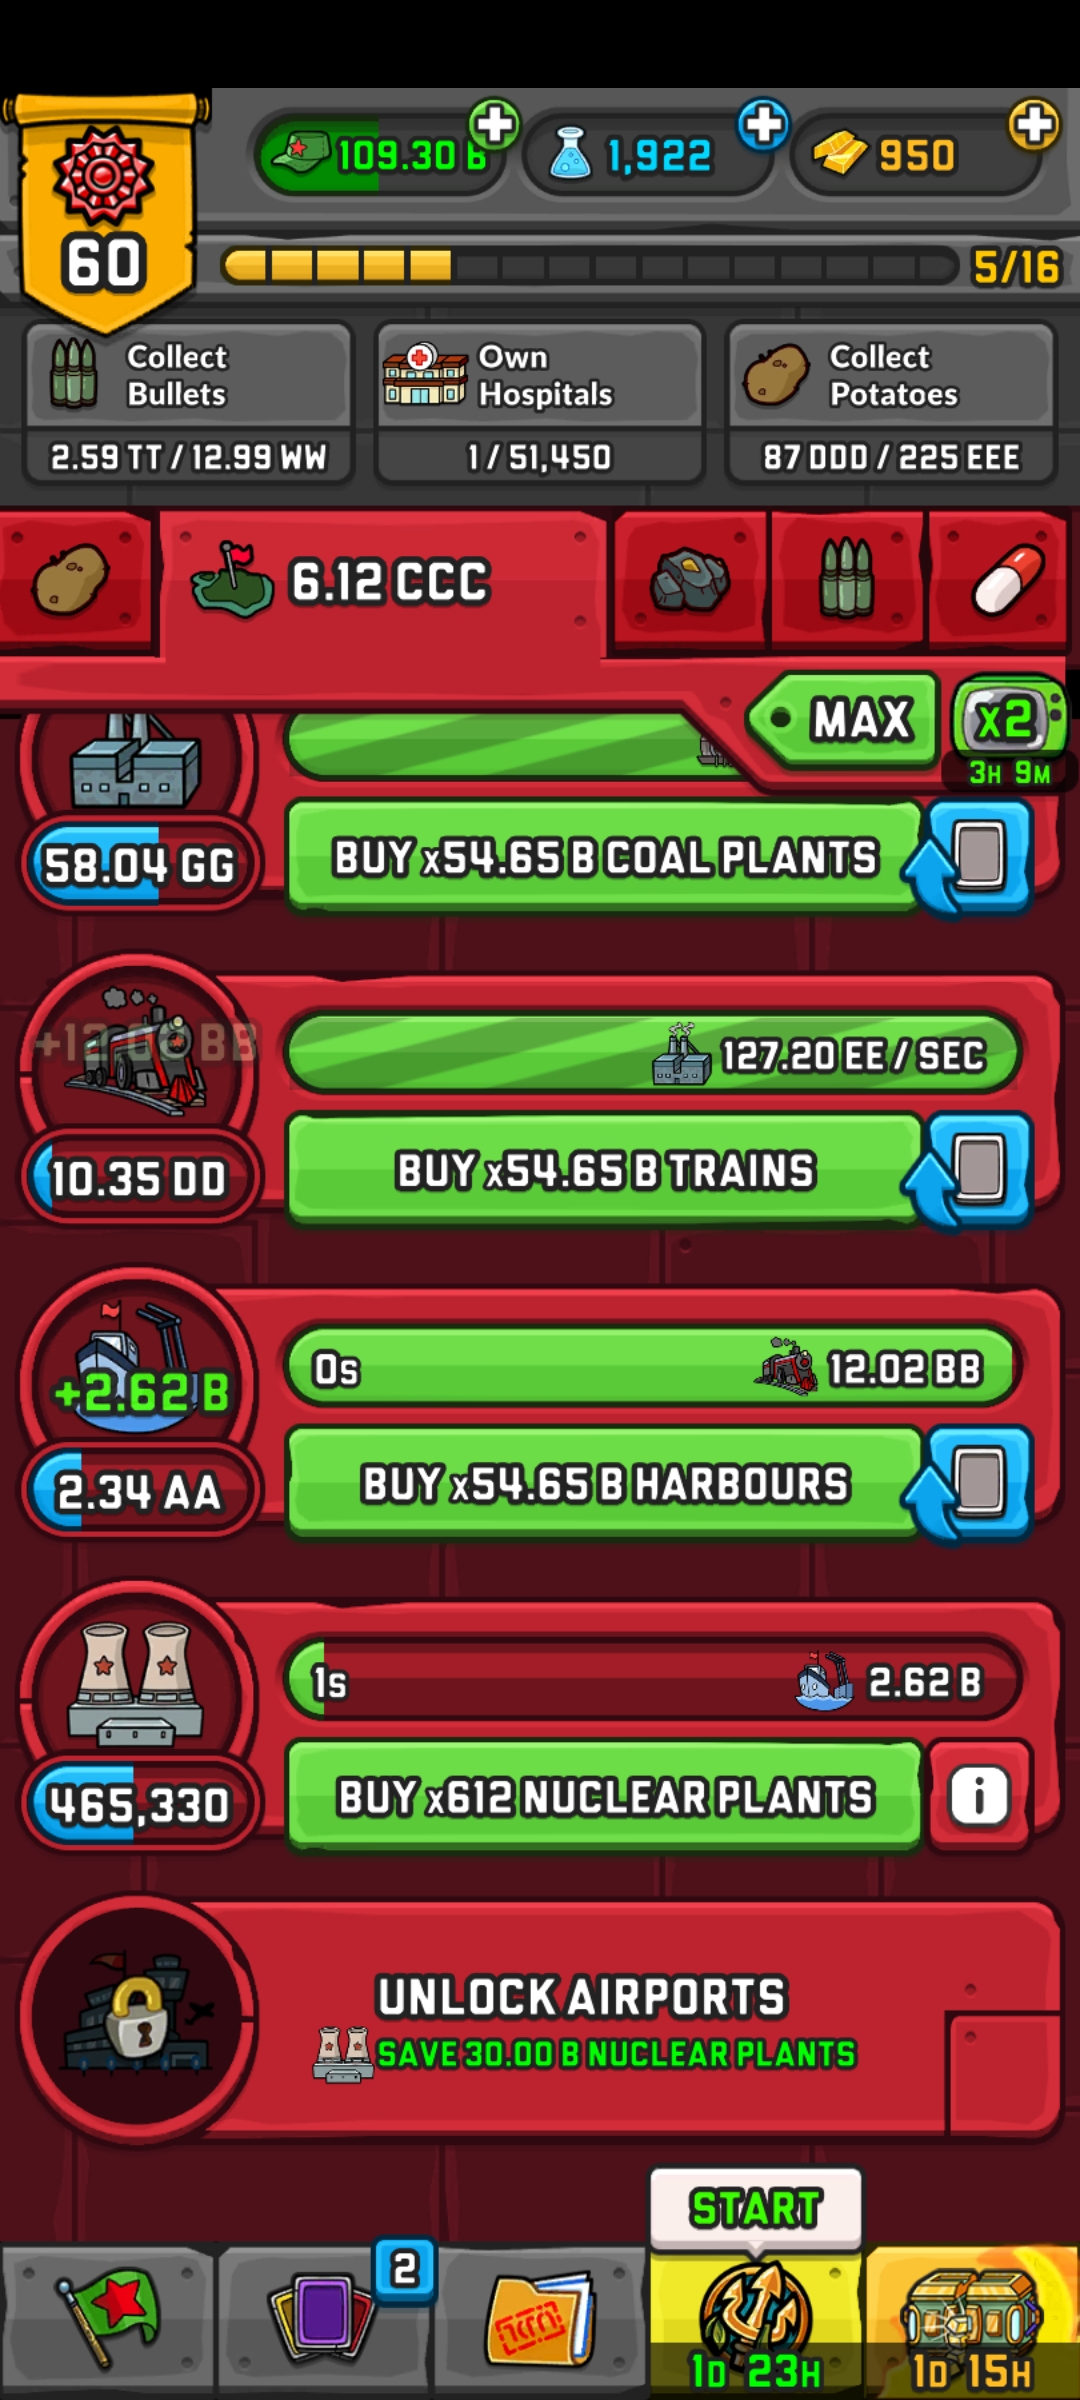 60
109.30 B
1,922
950
5/16
Collect Bullets
2.59 TT / 12.99 WW
Own Hospitals
1 / 51,450
Collect Potatoes
87 DDD / 225 EEE
6.12 CCC
MAX
x2
3H 9M
58.04 GG
BUY x54.65 B COAL PLANTS
+12.02 BB
127.20 EE / SEC
10.35 DD
BUY x54.65 B TRAINS
+2.62 B
0s
12.02 BB
2.34 AA
BUY x54.65 B HARBOURS
1s
2.62 B
465,330
BUY x612 NUCLEAR PLANTS
i
UNLOCK AIRPORTS
SAVE 30.00 B NUCLEAR PLANTS
START
2
1D 23H
1D 15H